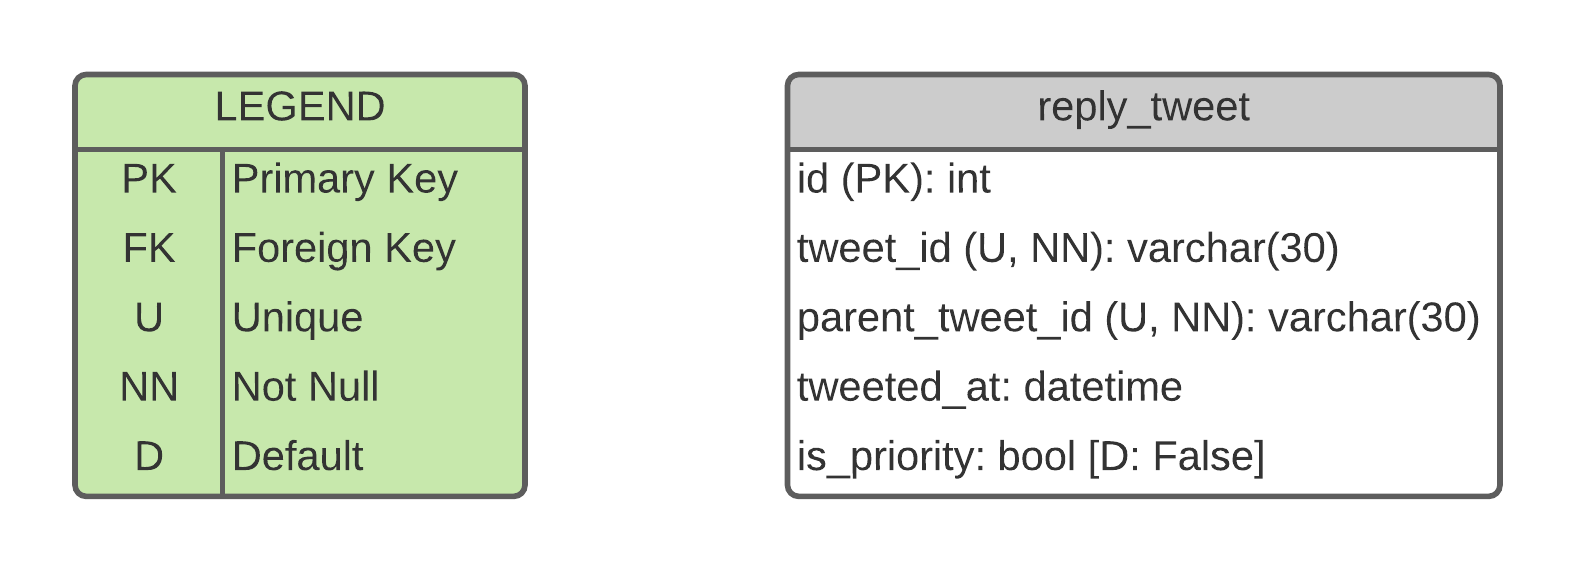 LEGEND
PK Primary Key
FK Foreign Key
U Unique
NN Not Null
D Default
reply_tweet
id (PK): int
tweet_id (U, NN): varchar(30)
parent_tweet_id (U, NN): varchar(30)
tweeted_at: datetime
is_priority: bool [D: False]